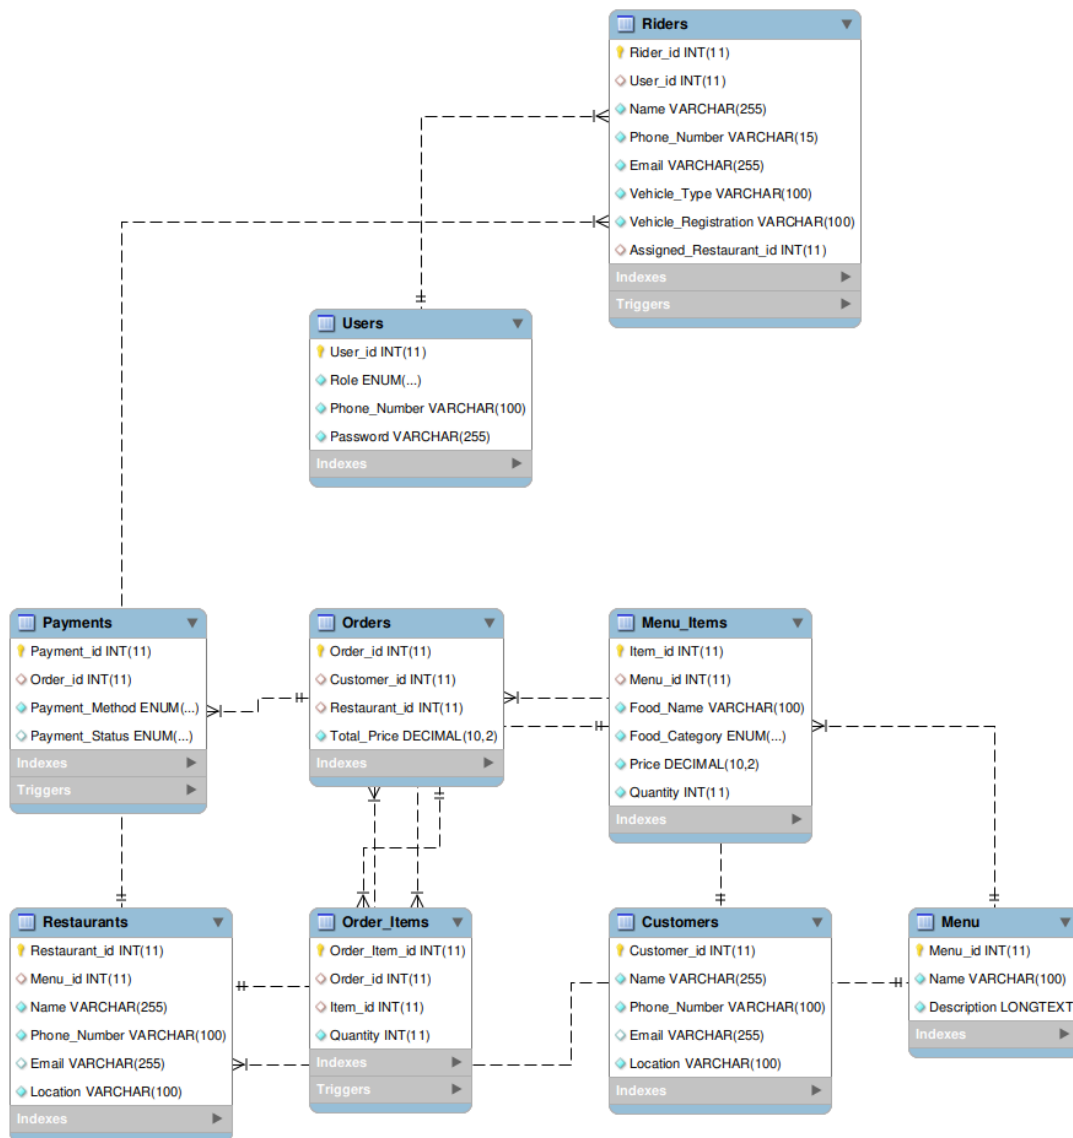 Riders
Rider_id INT(11)
User_id INT(11)
Name VARCHAR(255)
Phone_Number VARCHAR(15)
Email VARCHAR(255)
Vehicle_Type VARCHAR(100)
Vehicle_Registration VARCHAR(100)
Assigned_Restaurant_id INT(11)
Indexes
Triggers
Users
User_id INT(11)
Role ENUM(...)
Phone_Number VARCHAR(100)
Password VARCHAR(255)
Indexes
Payments
Payment_id INT(11)
Order_id INT(11)
Payment_Method ENUM(...)
Payment_Status ENUM(...)
Indexes
Triggers
Orders
Order_id INT(11)
Customer_id INT(11)
Restaurant_id INT(11)
Total_Price DECIMAL(10,2)
Indexes
Menu_Items
Item_id INT(11)
Menu_id INT(11)
Food_Name VARCHAR(100)
Food_Category ENUM(...)
Price DECIMAL(10,2)
Quantity INT(11)
Indexes
Restaurants
Restaurant_id INT(11)
Menu_id INT(11)
Name VARCHAR(255)
Phone_Number VARCHAR(100)
Email VARCHAR(255)
Location VARCHAR(100)
Indexes
Order_Items
Order_Item_id INT(11)
Order_id INT(11)
Item_id INT(11)
Quantity INT(11)
Indexes
Triggers
Customers
Customer_id INT(11)
Name VARCHAR(255)
Phone_Number VARCHAR(100)
Email VARCHAR(255)
Location VARCHAR(100)
Indexes
Menu
Menu_id INT(11)
Name VARCHAR(100)
Description LONGTEXT
Indexes